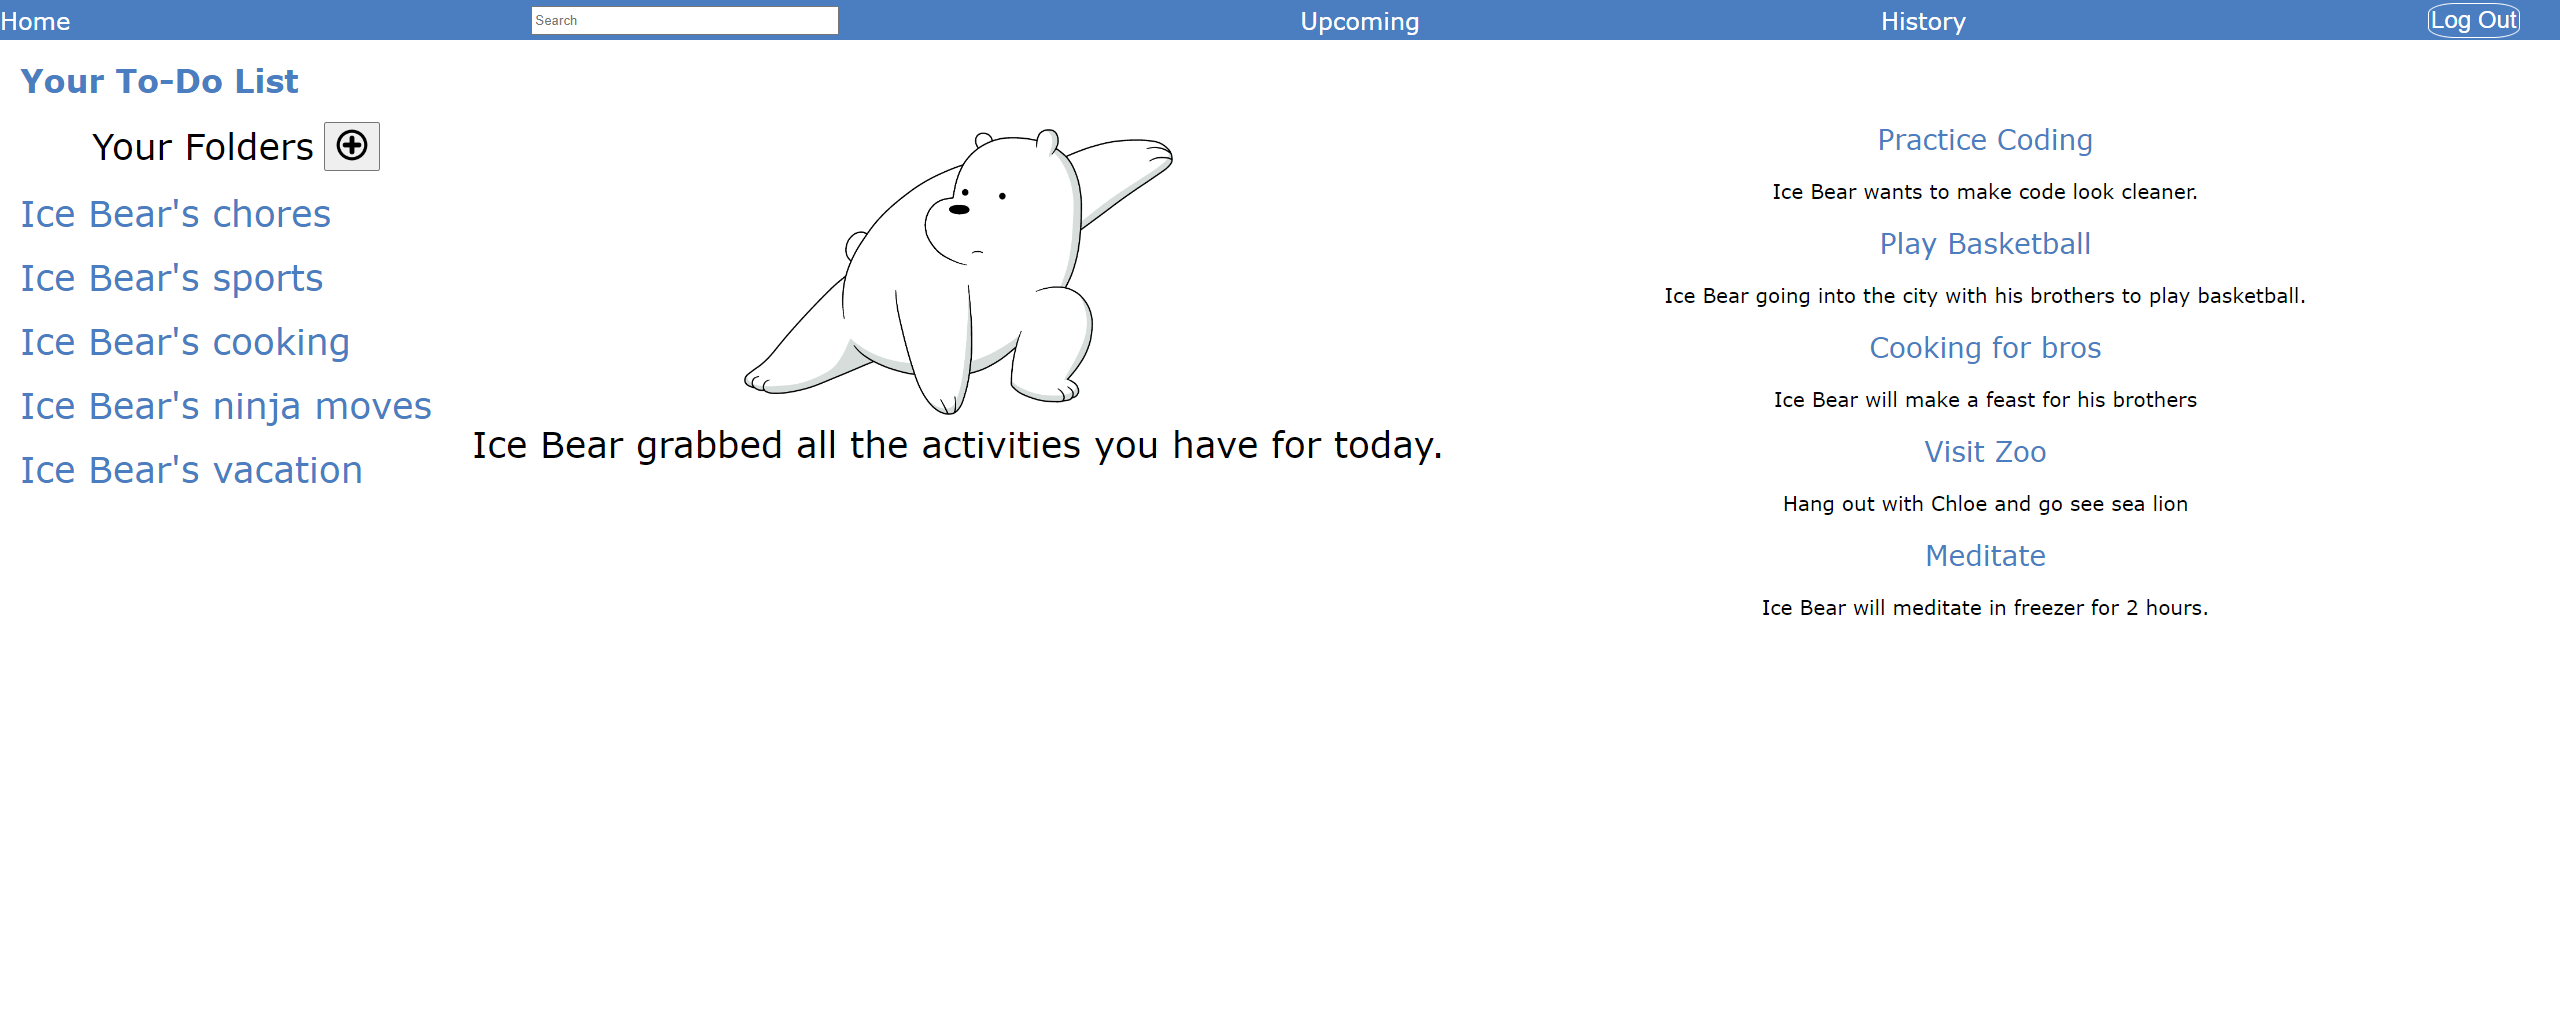 Home
Search
Upcoming
History
Log Out
Your To-Do List
Your Folders
Ice Bear's chores
Ice Bear's sports
Ice Bear's cooking
Ice Bear's ninja moves
Ice Bear's vacation
Ice Bear grabbed all the activities you have for today.
Practice Coding
Ice Bear wants to make code look cleaner.
Play Basketball
Ice Bear going into the city with his brothers to play basketball.
Cooking for bros
Ice Bear will make a feast for his brothers
Visit Zoo
Hang out with Chloe and go see sea lion
Meditate
Ice Bear will meditate in freezer for 2 hours.